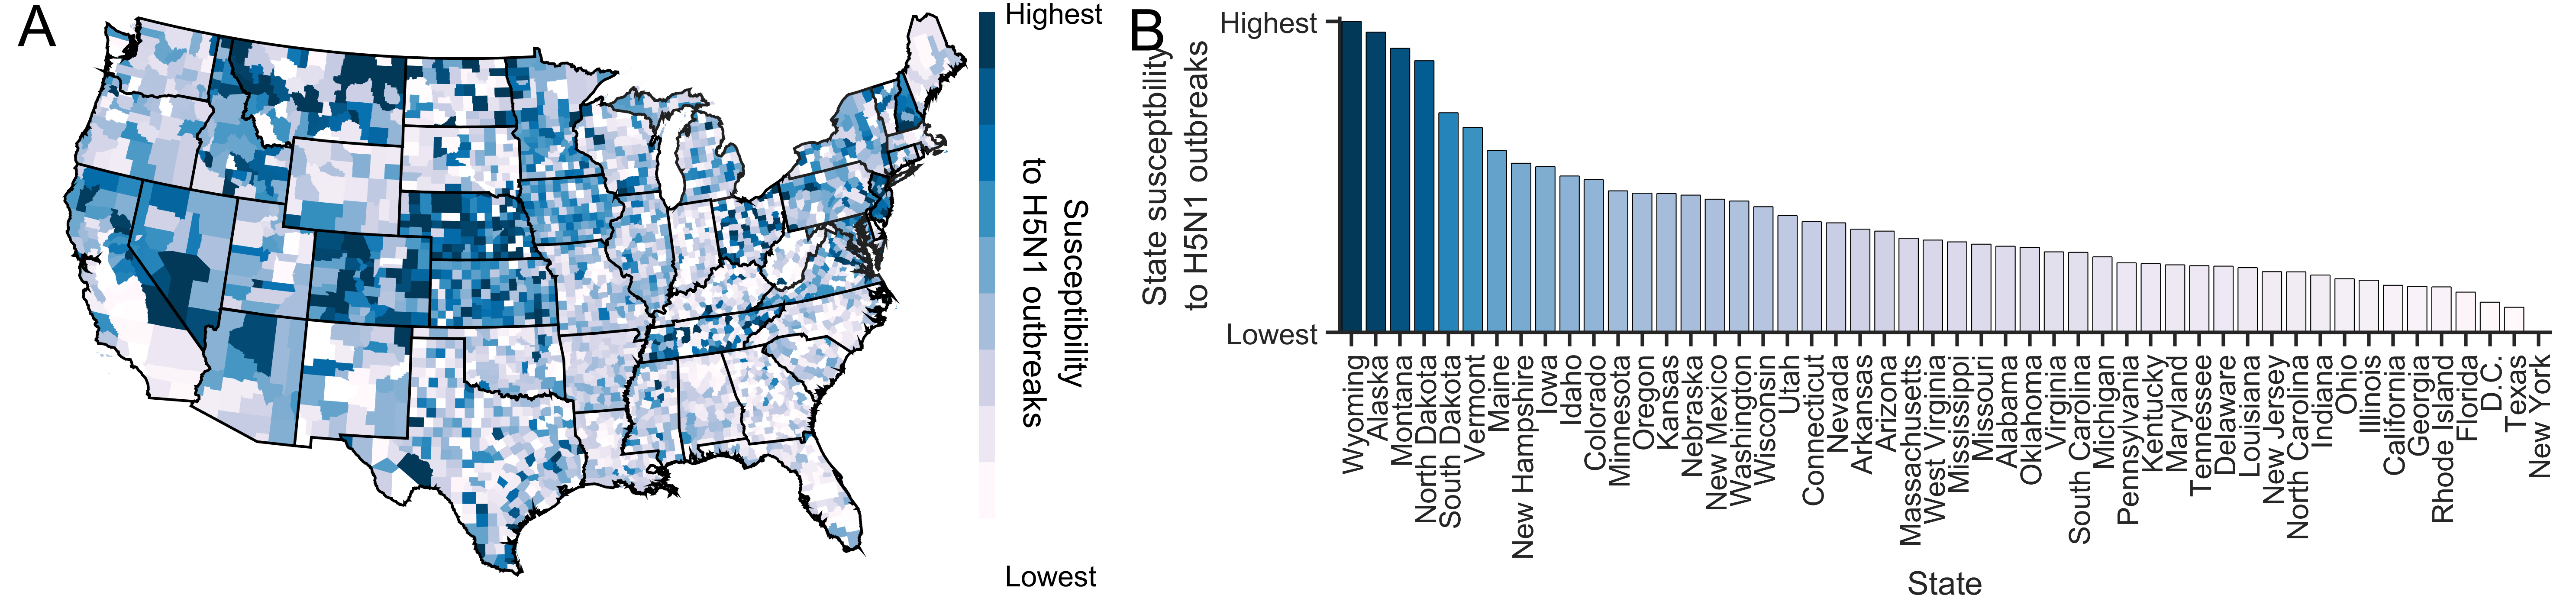 A
Highest
Susceptibility
to H5N1 outbreaks
Lowest
B
State susceptbility
to H5N1 outbreaks
Highest
Lowest
Wyoming
Alaska
Montana
North Dakota
South Dakota
Vermont
Maine
New Hampshire
Iowa
Idaho
Colorado
Minnesota
Oregon
Kansas
Nebraska
New Mexico
Washington
Wisconsin
Utah
Connecticut
Nevada
Arkansas
Arizona
Massachusetts
West Virginia
Mississippi
Missouri
Alabama
Oklahoma
Virginia
South Carolina
Michigan
Pennsylvania
Kentucky
Maryland
Tennessee
Delaware
Louisiana
New Jersey
North Carolina
Indiana
Ohio
Illinois
California
Georgia
Rhode Island
Florida
D.C.
Texas
New York
State